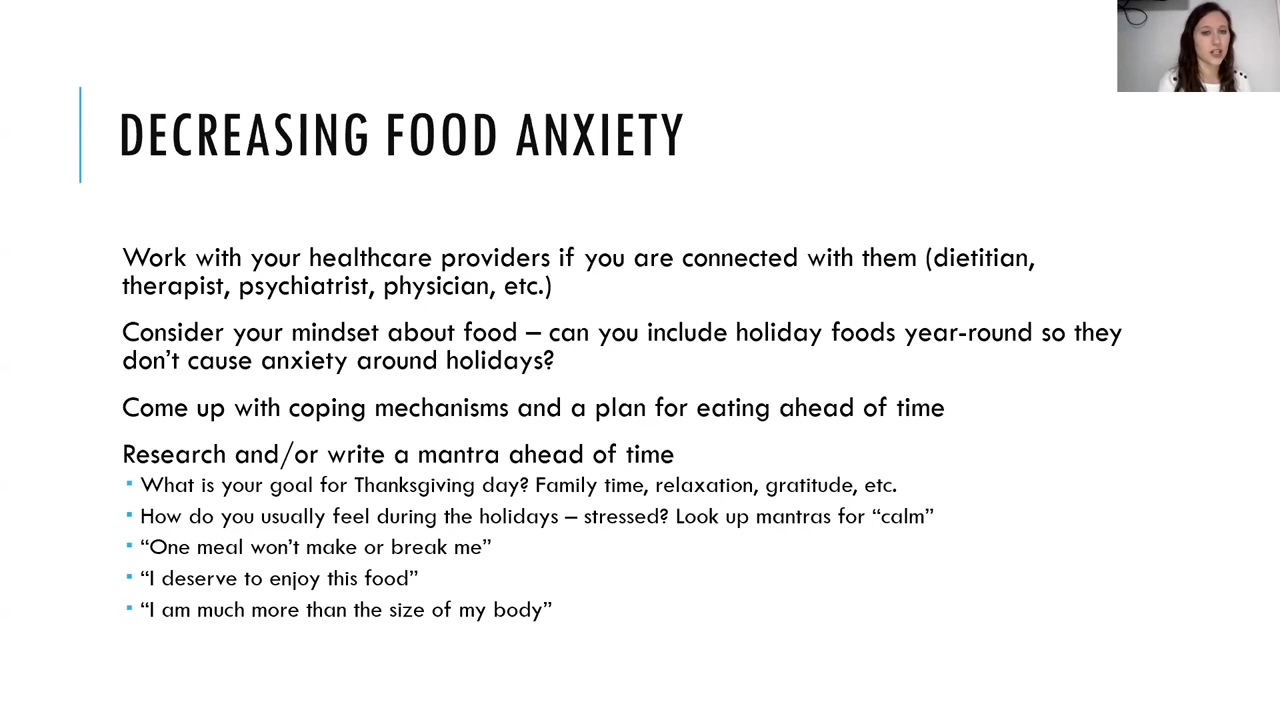 DECREASING FOOD ANXIETY
Work with your healthcare providers if you are connected with them (dietitian,
therapist, psychiatrist, physician, etc.)
Consider your mindset about food – can you include holiday foods year-round so they
don’t cause anxiety around holidays?
Come up with coping mechanisms and a plan for eating ahead of time
Research and/or write a mantra ahead of time
▪ What is your goal for Thanksgiving day? Family time, relaxation, gratitude, etc.
▪ How do you usually feel during the holidays – stressed? Look up mantras for “calm”
▪ “One meal won’t make or break me”
▪ “I deserve to enjoy this food”
▪ “I am much more than the size of my body”